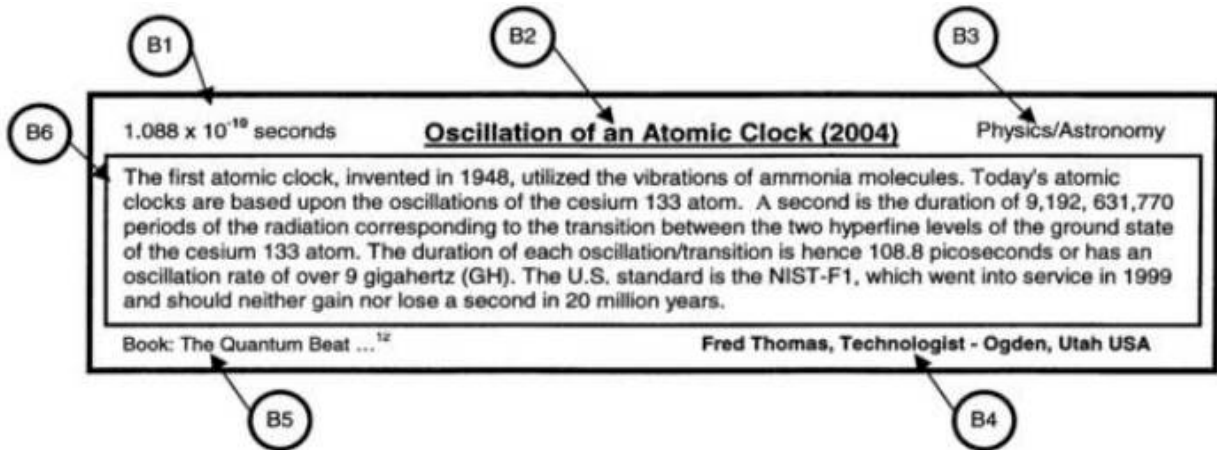 B1
B2
B3
B6
1.088 x 10⁻¹⁰ seconds Oscillation of an Atomic Clock (2004) Physics/Astronomy
The first atomic clock, invented in 1948, utilized the vibrations of ammonia molecules. Today's atomic
clocks are based upon the oscillations of the cesium 133 atom. A second is the duration of 9,192, 631,770
periods of the radiation corresponding to the transition between the two hyperfine levels of the ground state
of the cesium 133 atom. The duration of each oscillation/transition is hence 108.8 picoseconds or has an
oscillation rate of over 9 gigahertz (GH). The U.S. standard is the NIST-F1, which went into service in 1999
and should neither gain nor lose a second in 20 million years.
Book: The Quantum Beat ...¹² Fred Thomas, Technologist - Ogden, Utah USA
B5
B4